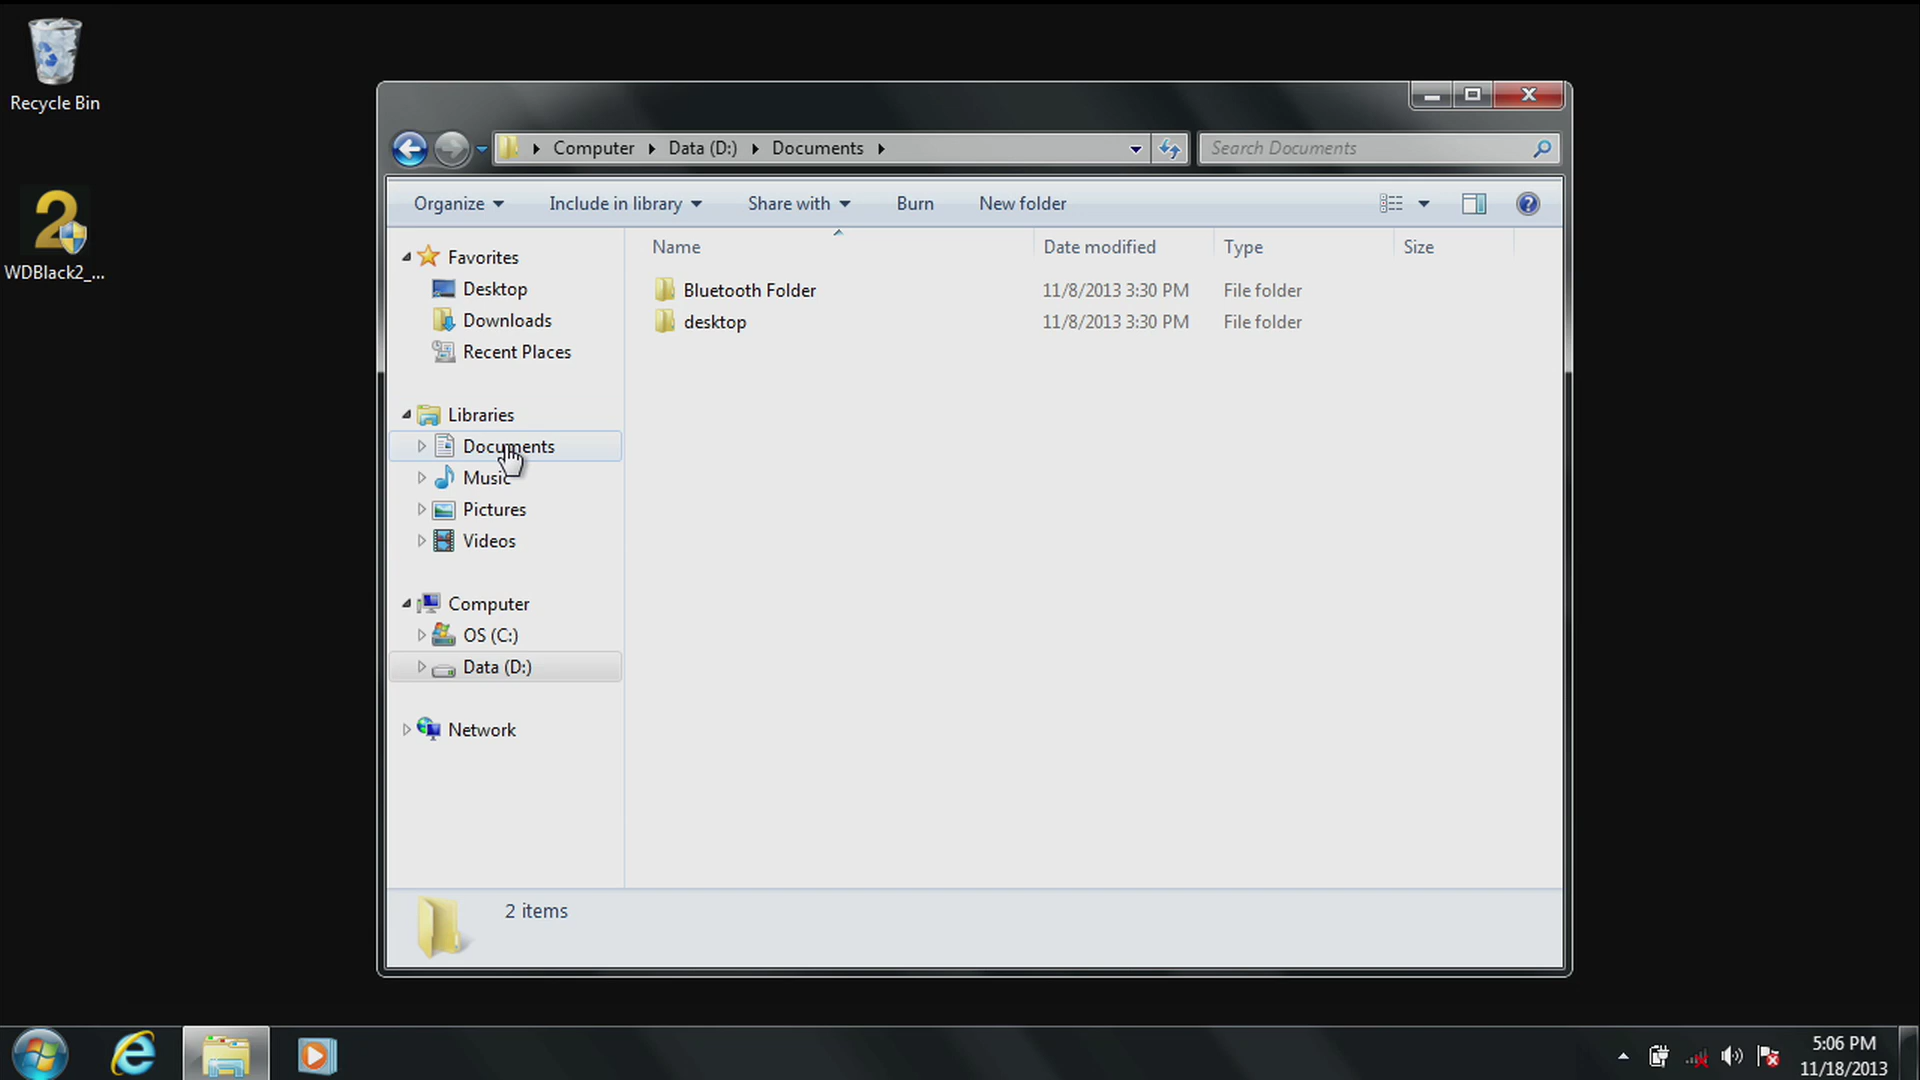 Recycle Bin
WDBlack2_...
Computer Data (D:) Documents
Search Documents
Organize Include in library Share with Burn New folder
Name Date modified Type Size
Favorites
Desktop
Downloads
Recent Places
Libraries
Documents
Music
Pictures
Videos
Computer
OS (C:)
Data (D:)
Network
Bluetooth Folder 11/8/2013 3:30 PM File folder
desktop 11/8/2013 3:30 PM File folder
2 items
5:06 PM
11/18/2013